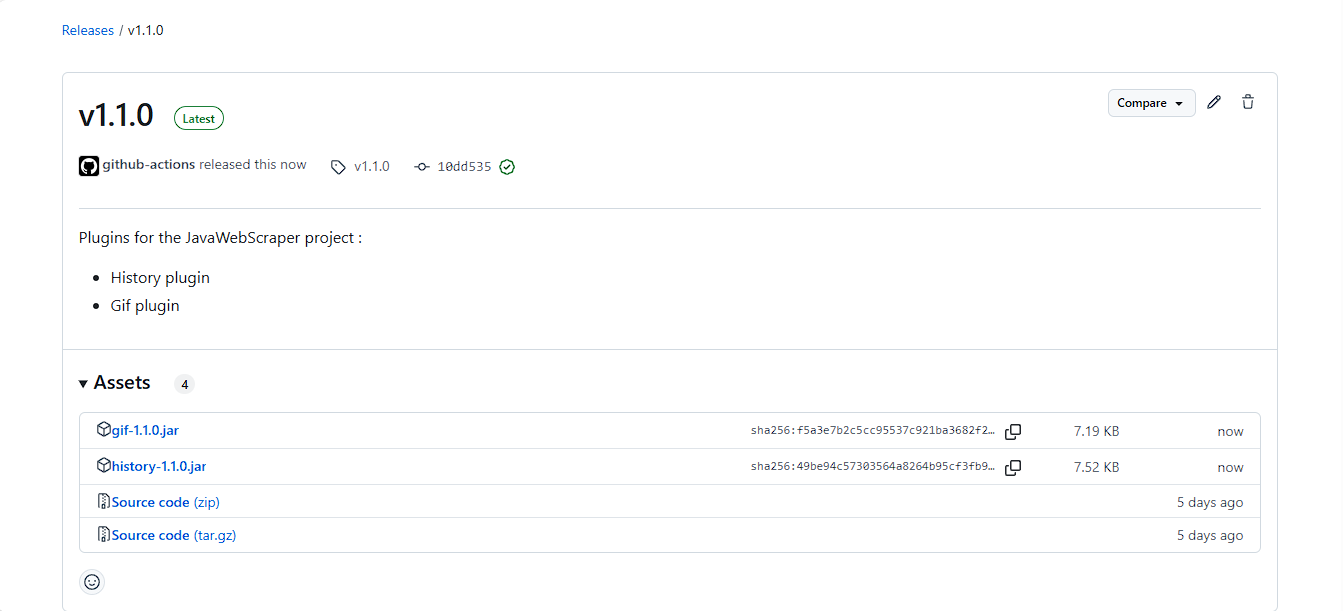 Releases / v1.1.0
v1.1.0 Latest Compare
github-actions released this now v1.1.0 10dd535
Plugins for the JavaWebScraper project :
History plugin
Gif plugin
Assets 4
gif-1.1.0.jar sha256:f5a3e7b2c5cc95537c921ba3682f2… 7.19 KB now
history-1.1.0.jar sha256:49be94c57303564a8264b95cf3fb9… 7.52 KB now
Source code (zip) 5 days ago
Source code (tar.gz) 5 days ago